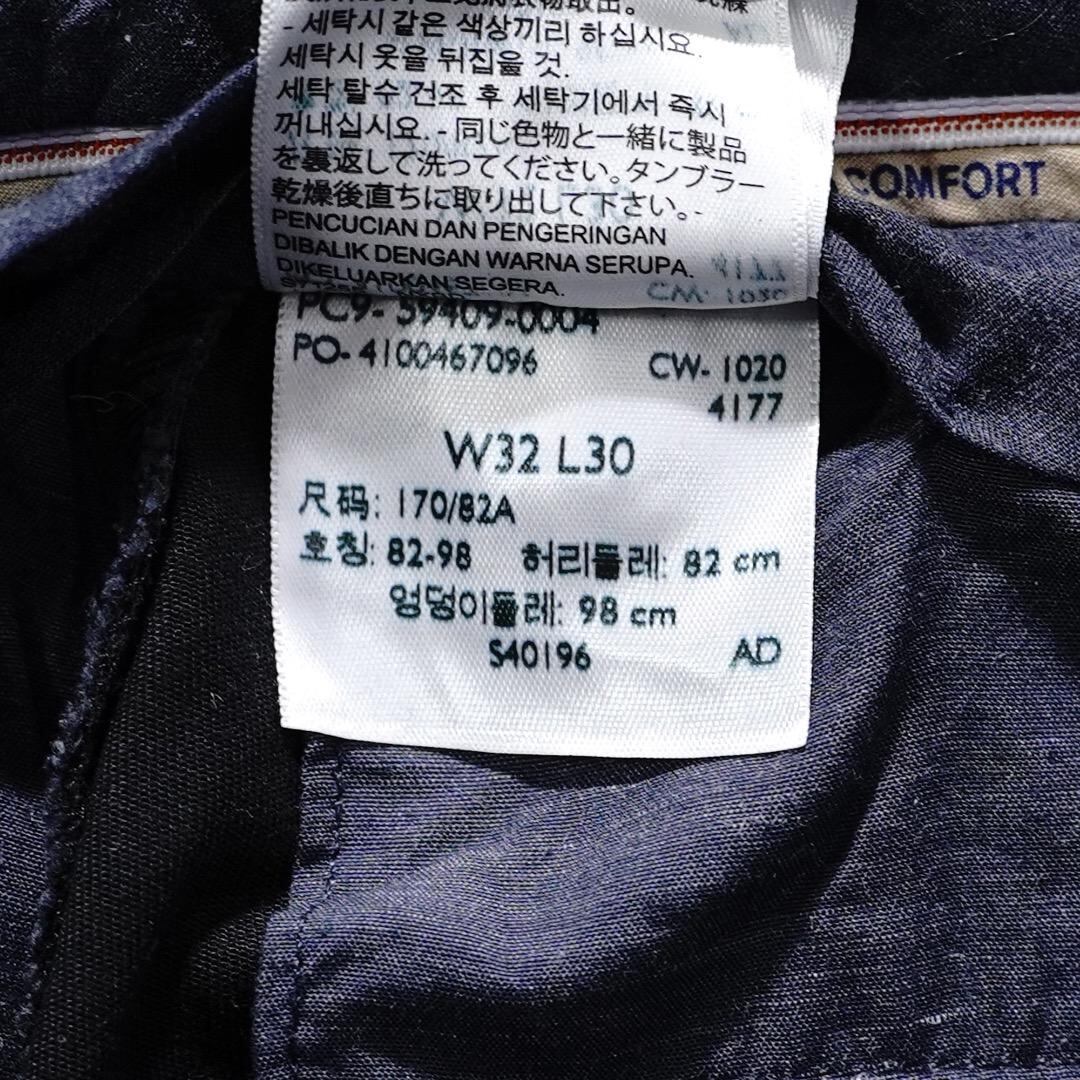 - 세탁시 같은 색상끼리 하십시요.
세탁시 옷을 뒤집을 것.
세탁 탈수 건조 후 세탁기에서 즉시
꺼내십시요. - 同じ色物と一緒に製品
を裏返して洗ってください。タンブラー
乾燥後直ちに取り出して下さい。-
PENCUCIAN DAN PENGERINGAN
DIBALIK DENGAN WARNA SERUPA.
DIKELUARKAN SEGERA.
COMFORT
PC9- 59409-0004
PO- 4100467096 CW- 1020
4177
W32 L30
尺码: 170/82A
호칭: 82-98 허리둘레: 82 cm
엉덩이둘레: 98 cm
S40196 AD